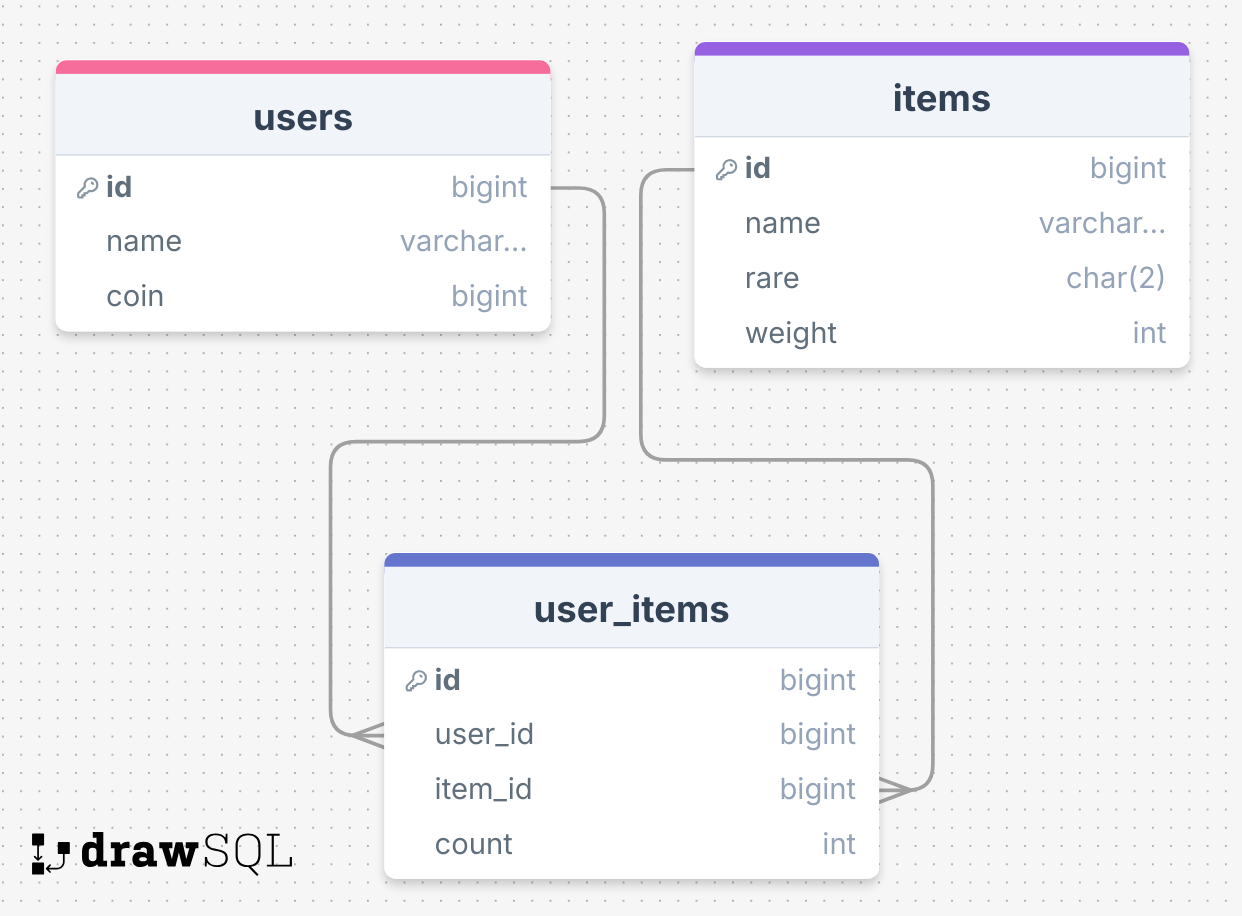 users
id bigint
name varchar...
coin bigint
items
id bigint
name varchar...
rare char(2)
weight int
user_items
id bigint
user_id bigint
item_id bigint
count int
drawSQL